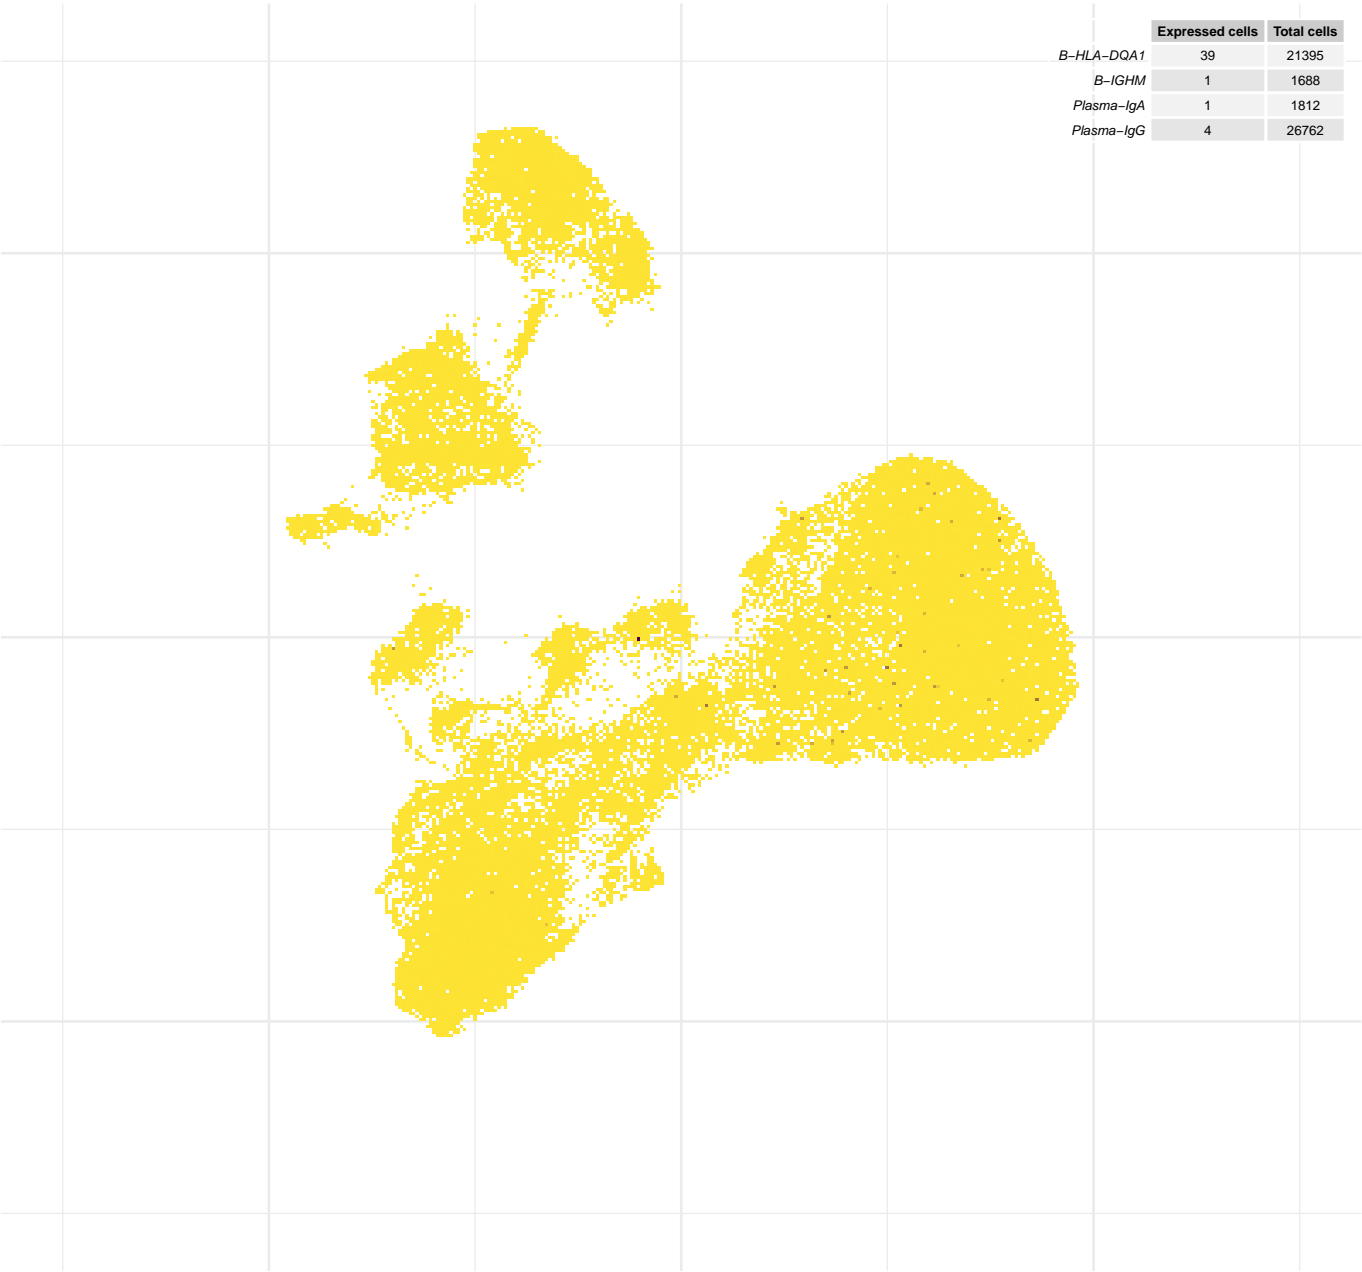 Expressed cells Total cells
B−HLA−DQA1 39 21395
B−IGHM 1 1688
Plasma−IgA 1 1812
Plasma−IgG 4 26762